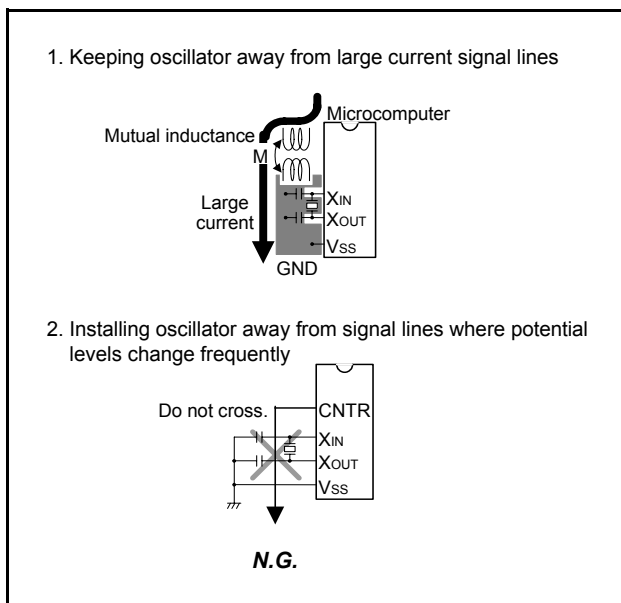 1. Keeping oscillator away from large current signal lines
Microcomputer
Mutual inductance
M
Large
current
XIN
XOUT
VSS
GND
2. Installing oscillator away from signal lines where potential
levels change frequently
Do not cross.
CNTR
XIN
XOUT
VSS
N.G.